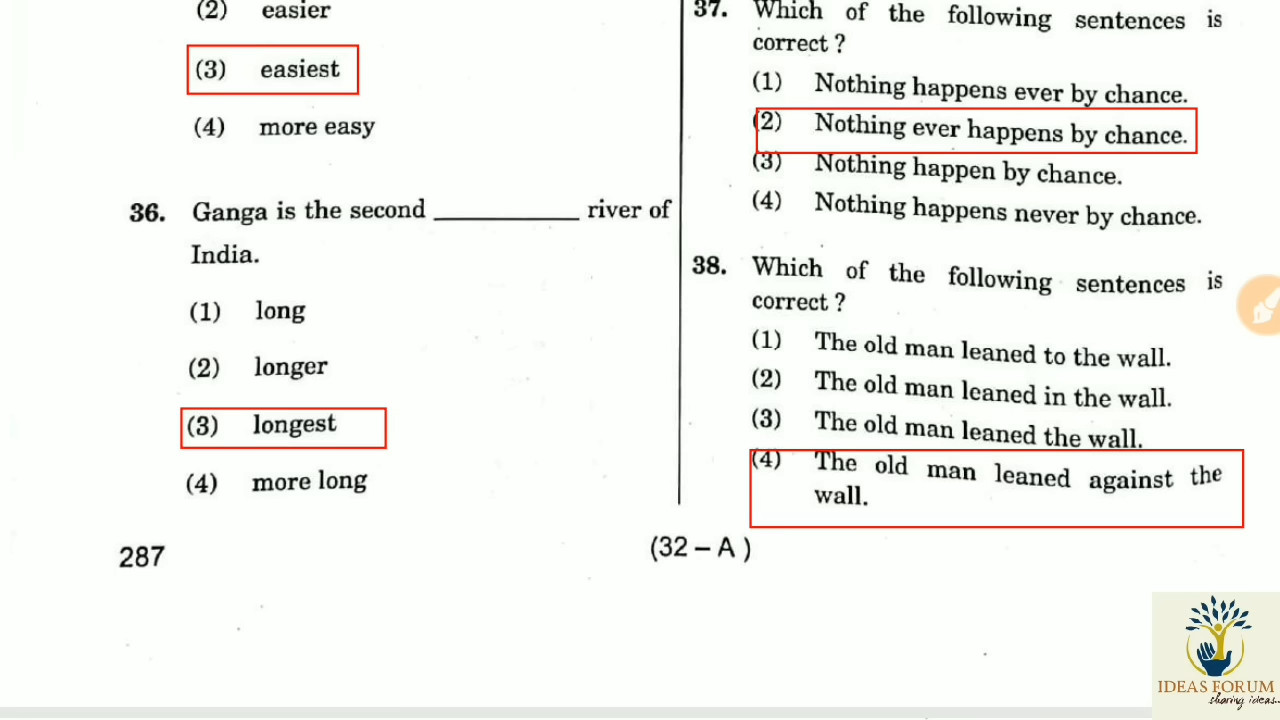 (2) easier
(3) easiest
(4) more easy
36. Ganga is the second __________ river of
India.
(1) long
(2) longer
(3) longest
(4) more long
287
37. Which of the following sentences is
correct ?
(1) Nothing happens ever by chance.
(2) Nothing ever happens by chance.
(3) Nothing happen by chance.
(4) Nothing happens never by chance.
38. Which of the following sentences is
correct ?
(1) The old man leaned to the wall.
(2) The old man leaned in the wall.
(3) The old man leaned the wall.
(4) The old man leaned against the
wall.
(32 – A )
IDEAS FORUM
sharing ideas..